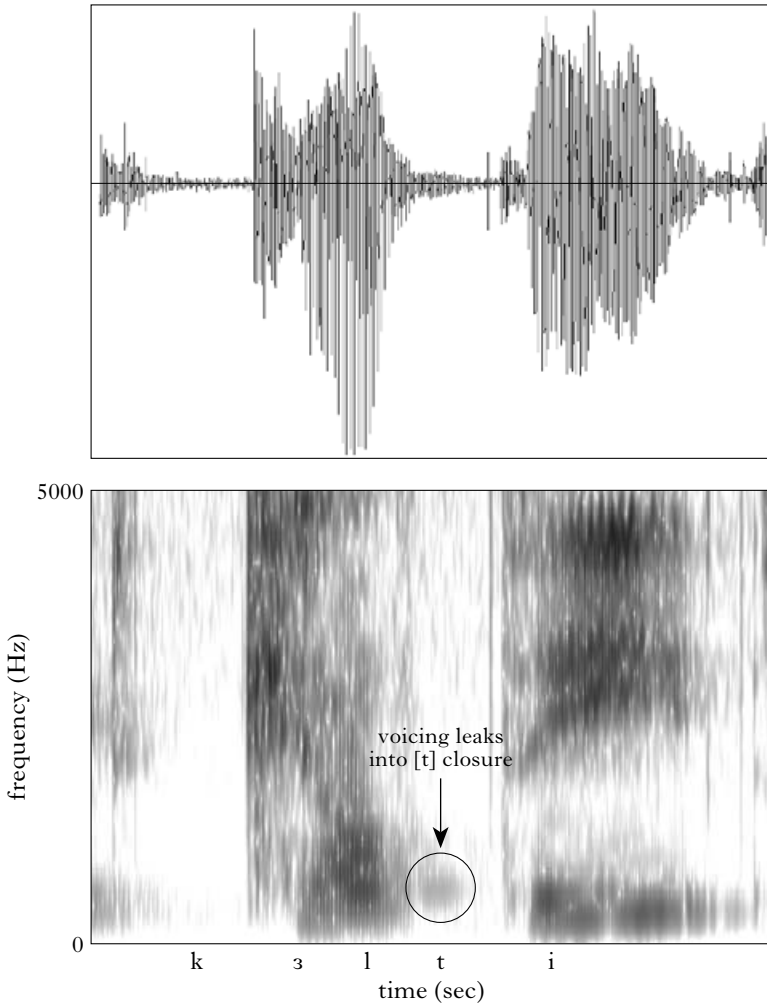 5000
frequency (Hz)
voicing leaks
into [t] closure
0
k ɜ l t i
time (sec)